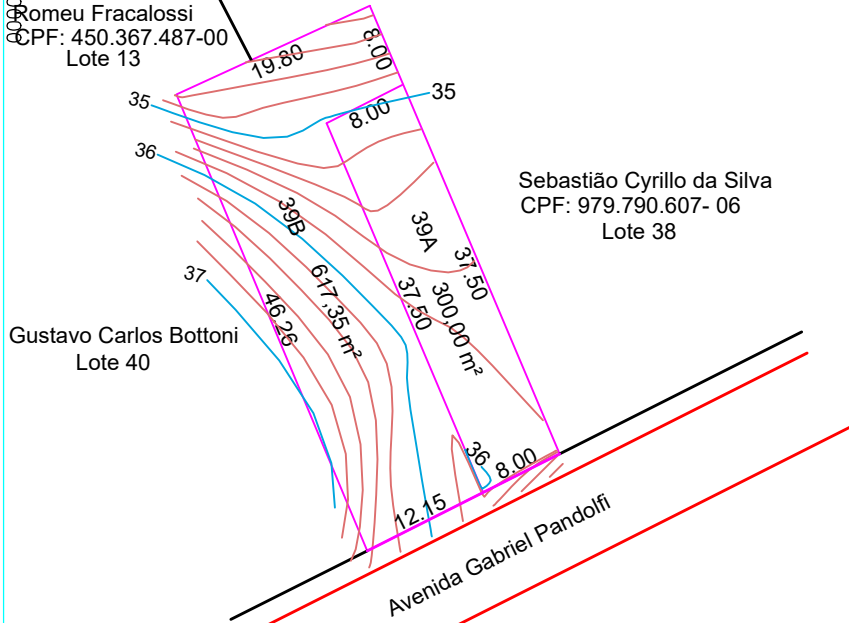 0000
Romeu Fracalossi
CPF: 450.367.487-00
Lote 13
19.80
8.00
35
35
8.00
36
Sebastião Cyrillo da Silva
CPF: 979.790.607- 06
Lote 38
39B
39A
37
37.50
37.50
617,35 m²
300,00 m²
46.26
Gustavo Carlos Bottoni
Lote 40
36
8.00
12.15
Avenida Gabriel Pandolfi